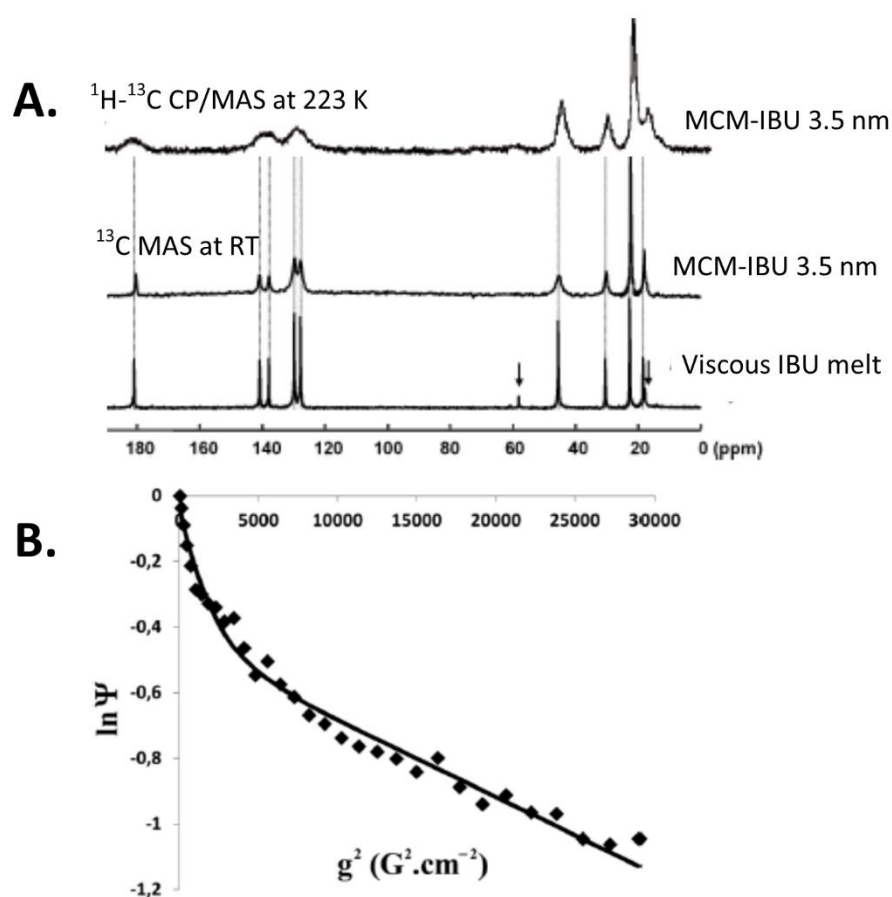 A.
¹H-¹³C CP/MAS at 223 K
MCM-IBU 3.5 nm
¹³C MAS at RT
MCM-IBU 3.5 nm
Viscous IBU melt
180 160 140 120 100 80 60 40 20 0 (ppm)
B.
0
0 5000 10000 15000 20000 25000 30000
-0,2
-0,4
-0,6
-0,8
-1
-1,2
ln Ψ
g² (G².cm⁻²)